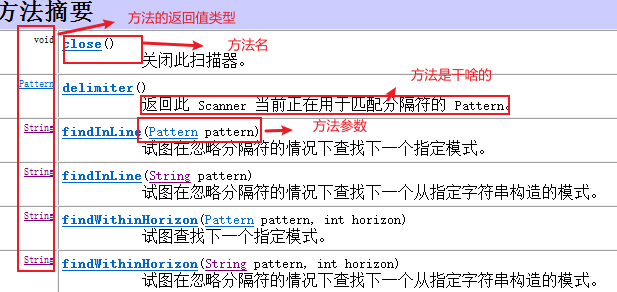 方法摘要
方法的返回值类型
void close()
方法名
关闭此扫描器。
方法是干啥的
Pattern delimiter()
返回此 Scanner 当前正在用于匹配分隔符的 Pattern。
String findInLine(Pattern pattern)
方法参数
试图在忽略分隔符的情况下查找下一个指定模式。
String findInLine(String pattern)
试图在忽略分隔符的情况下查找下一个从指定字符串构造的模式。
String findWithinHorizon(Pattern pattern, int horizon)
试图查找下一个指定模式。
String findWithinHorizon(String pattern, int horizon)
试图在忽略分隔符的情况下查找下一个从指定字符串构造的模式。